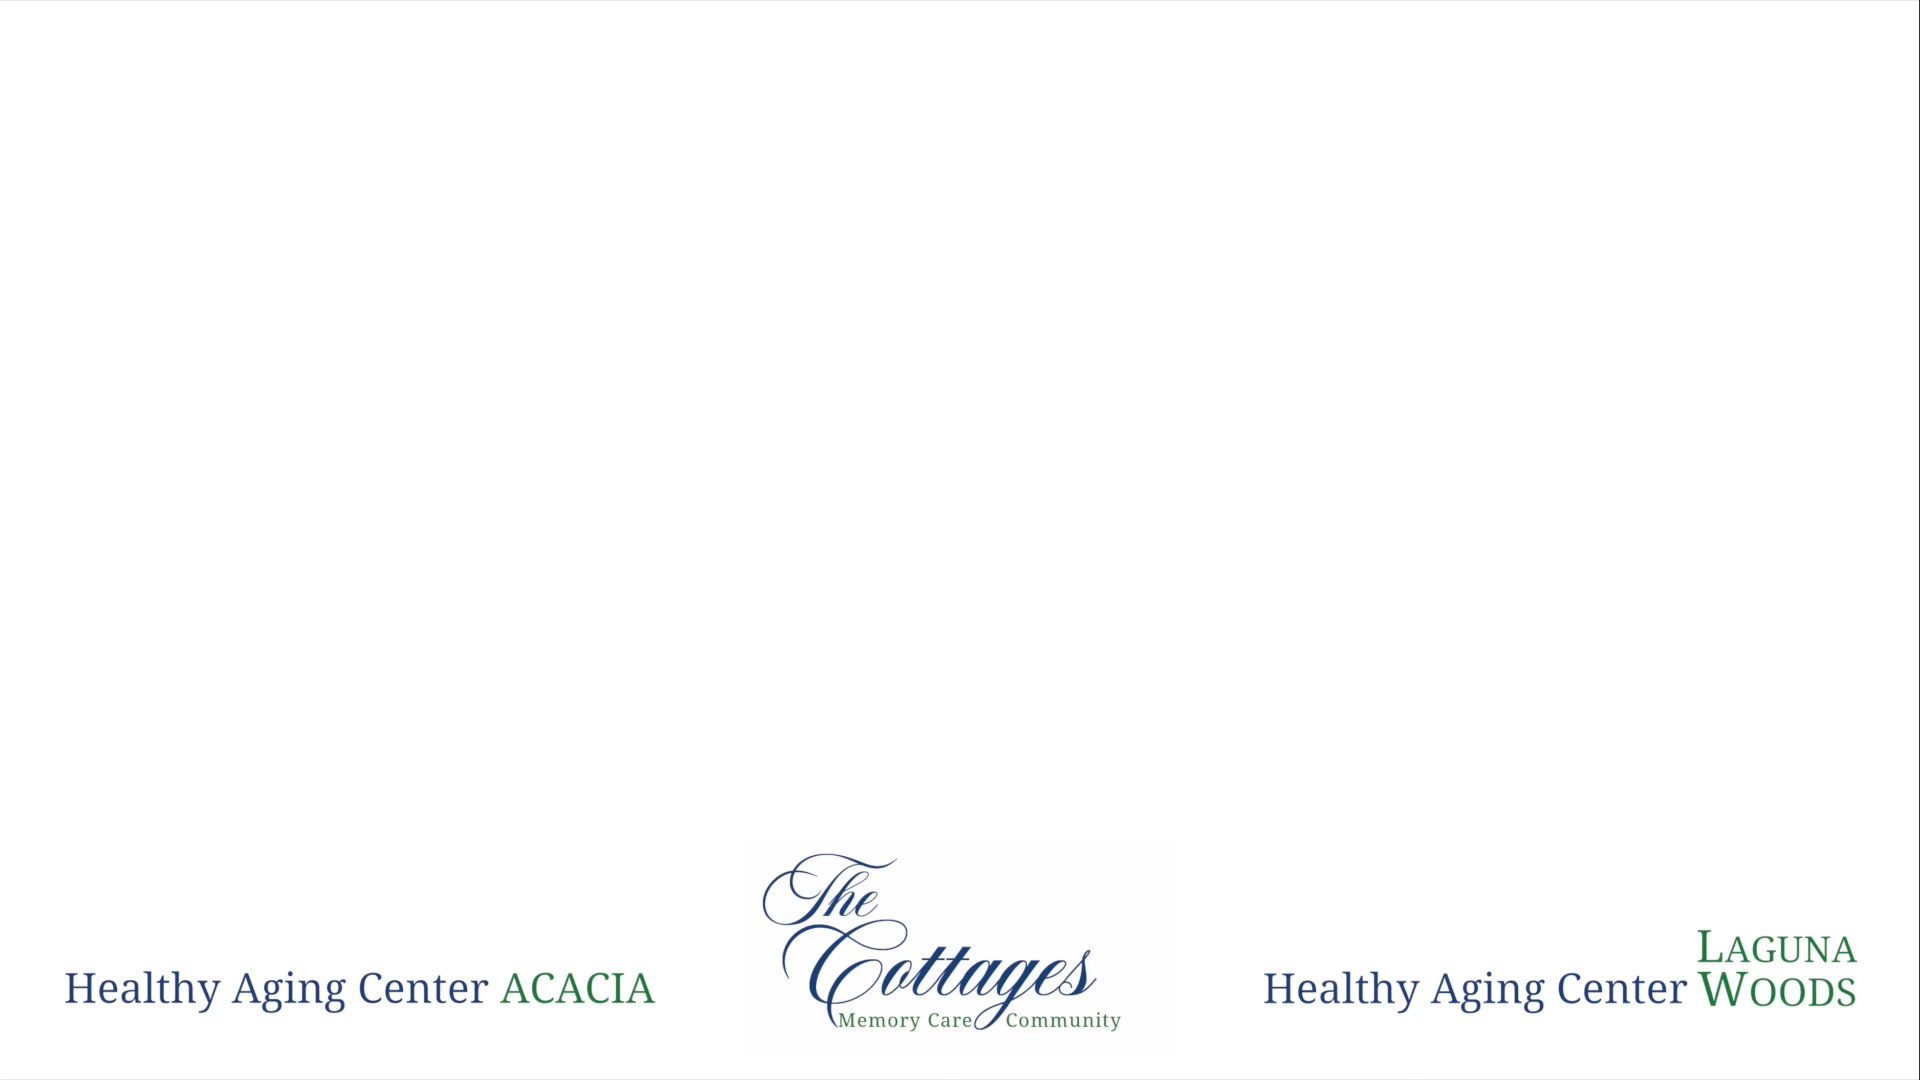 Healthy Aging Center ACACIA
The
Cottages
Memory Care Community
Healthy Aging Center LAGUNA
WOODS